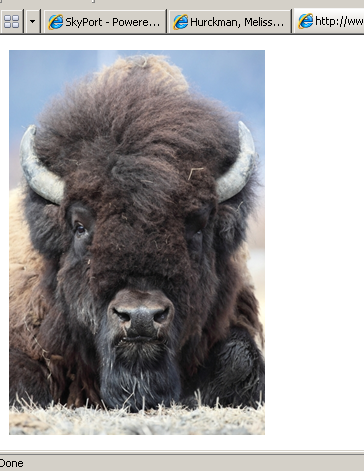 SkyPort - Powere...
Hurckman, Meliss...
http://ww
Done